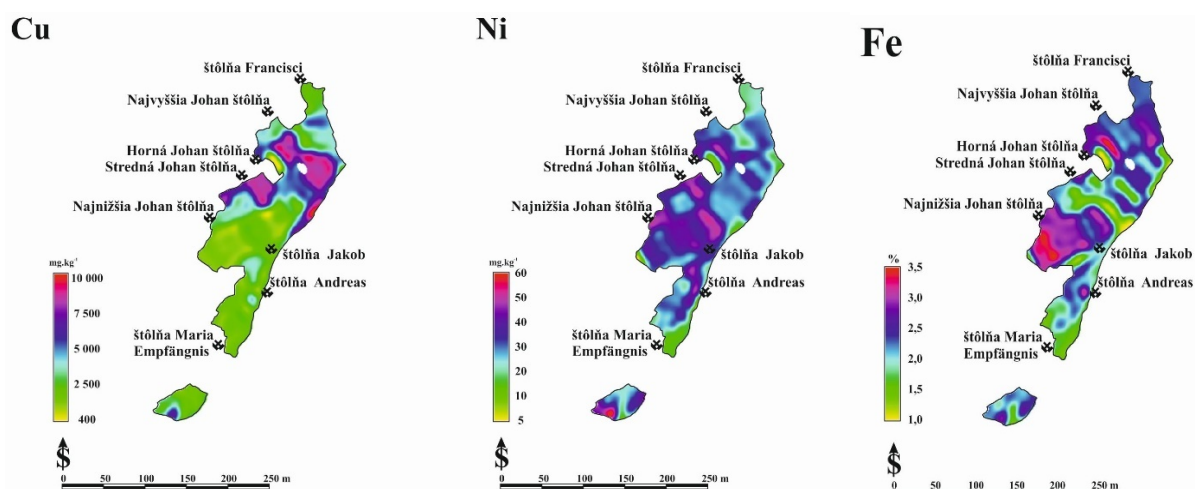 Cu
štôlňa Francisci
Najvyššia Johan štôlňa
Horná Johan štôlňa
Stredná Johan štôlňa
Najnižšia Johan štôlňa
štôlňa Jakob
štôlňa Andreas
štôlňa Maria
Empfängnis
mg.kg⁻¹
10 000
7 500
5 000
2 500
400
$
0 50 100 150 200 250 m
Ni
štôlňa Francisci
Najvyššia Johan štôlňa
Horná Johan štôlňa
Stredná Johan štôlňa
Najnižšia Johan štôlňa
štôlňa Jakob
štôlňa Andreas
štôlňa Maria
Empfängnis
mg.kg⁻¹
60
50
40
30
20
10
5
$
0 50 100 150 200 250 m
Fe
štôlňa Francisci
Najvyššia Johan štôlňa
Horná Johan štôlňa
Stredná Johan štôlňa
Najnižšia Johan štôlňa
štôlňa Jakob
štôlňa Andreas
štôlňa Maria
Empfängnis
%
3,5
3,0
2,5
2,0
1,5
1,0
$
0 50 100 150 200 250 m